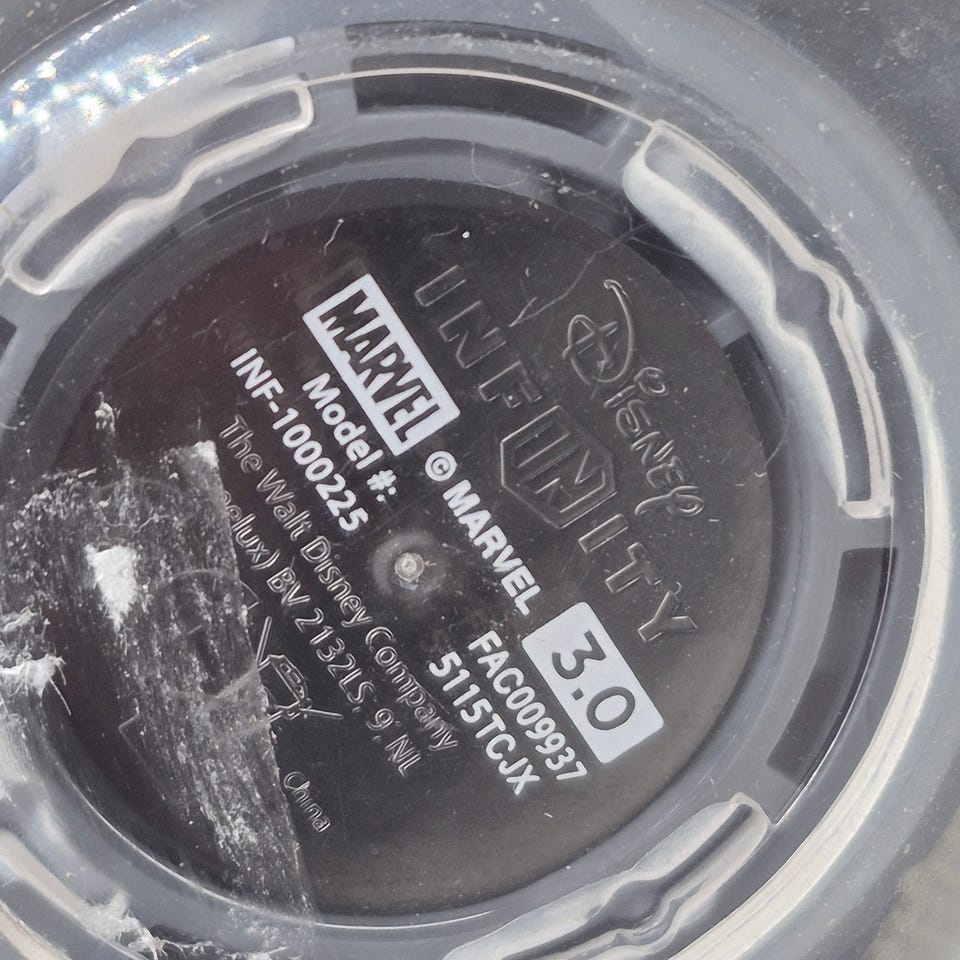 DISNEY
INFINITY
3.0
MARVEL
© MARVEL
Model #:
INF-1000225
FAC009937
5115TCJX
The Walt Disney Company
BV 2132LS, 9', NL
China